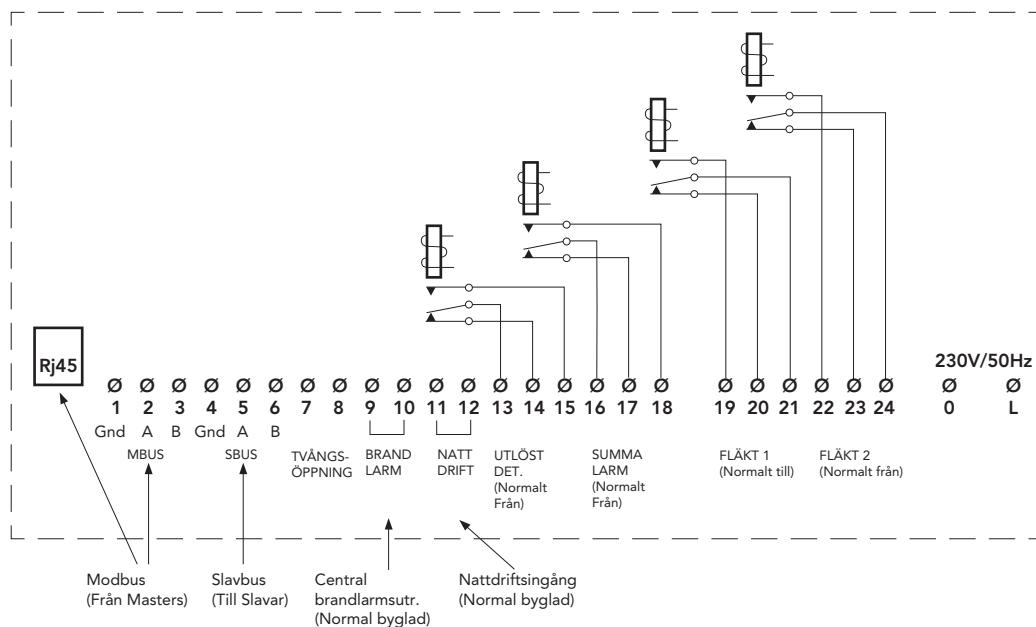 230V/50Hz
Rj45
Ø Ø Ø Ø Ø Ø Ø Ø Ø Ø Ø Ø Ø Ø Ø Ø Ø Ø Ø Ø Ø Ø Ø Ø Ø Ø
1 2 3 4 5 6 7 8 9 10 11 12 13 14 15 16 17 18 19 20 21 22 23 24 0 L
Gnd A B Gnd A B
MBUS
SBUS
TVÅNGS-
ÖPPNING
BRAND
LARM
NATT
DRIFT
UTLÖST
DET.
(Normalt
Från)
SUMMA
LARM
(Normalt
Från)
FLÄKT 1
(Normalt till)
FLÄKT 2
(Normalt från)
Modbus
(Från Masters)
Slavbus
(Till Slavar)
Central
brandlarmsutr.
(Normal byglad)
Nattdriftsingång
(Normal byglad)